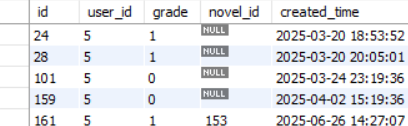 id user_id grade novel_id created_time
24 5 1 NULL 2025-03-20 18:53:52
28 5 1 NULL 2025-03-20 20:05:01
101 5 0 NULL 2025-03-24 23:19:36
159 5 0 NULL 2025-04-02 15:19:36
161 5 1 153 2025-06-26 14:27:07